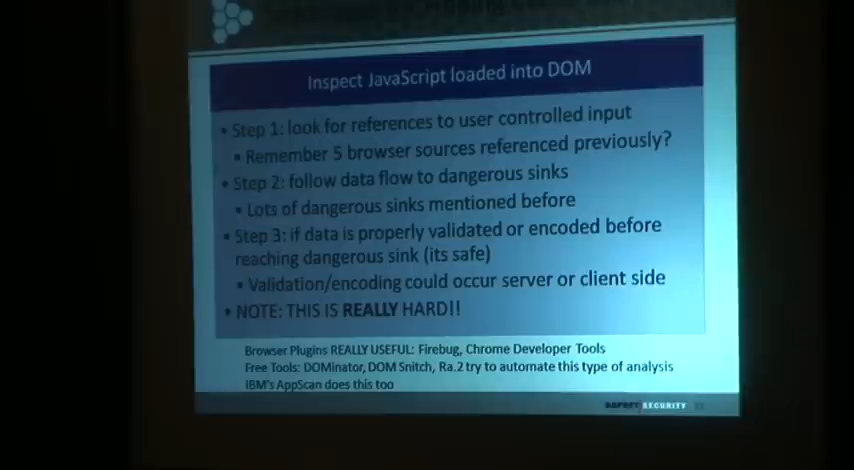 Inspect JavaScript loaded into DOM
• Step 1: look for references to user controlled input
▪ Remember 5 browser sources referenced previously?
• Step 2: follow data flow to dangerous sinks
▪ Lots of dangerous sinks mentioned before
• Step 3: if data is properly validated or encoded before
reaching dangerous sink (its safe)
▪ Validation/encoding could occur server or client side
• NOTE: THIS IS REALLY HARD!!
Browser Plugins REALLY USEFUL: Firebug, Chrome Developer Tools
Free Tools: DOMinator, DOM Snitch, Ra.2 try to automate this type of analysis
IBM's AppScan does this too
SECURITY